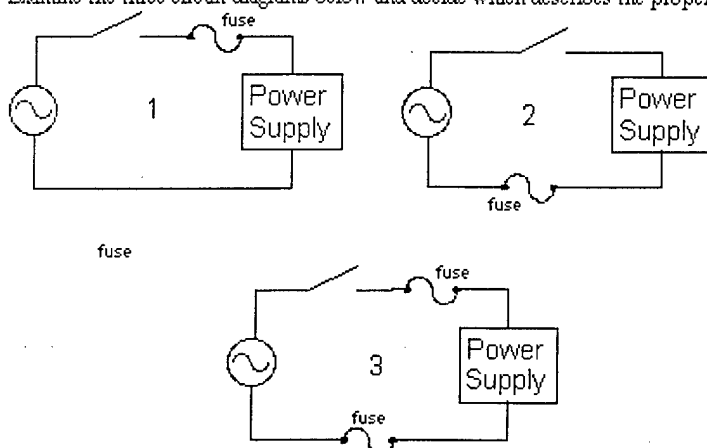 Examine the three circuit diagrams below and decide which describes the proper
fuse
1
Power
Supply
2
Power
Supply
fuse
fuse
fuse
3
Power
Supply
fuse